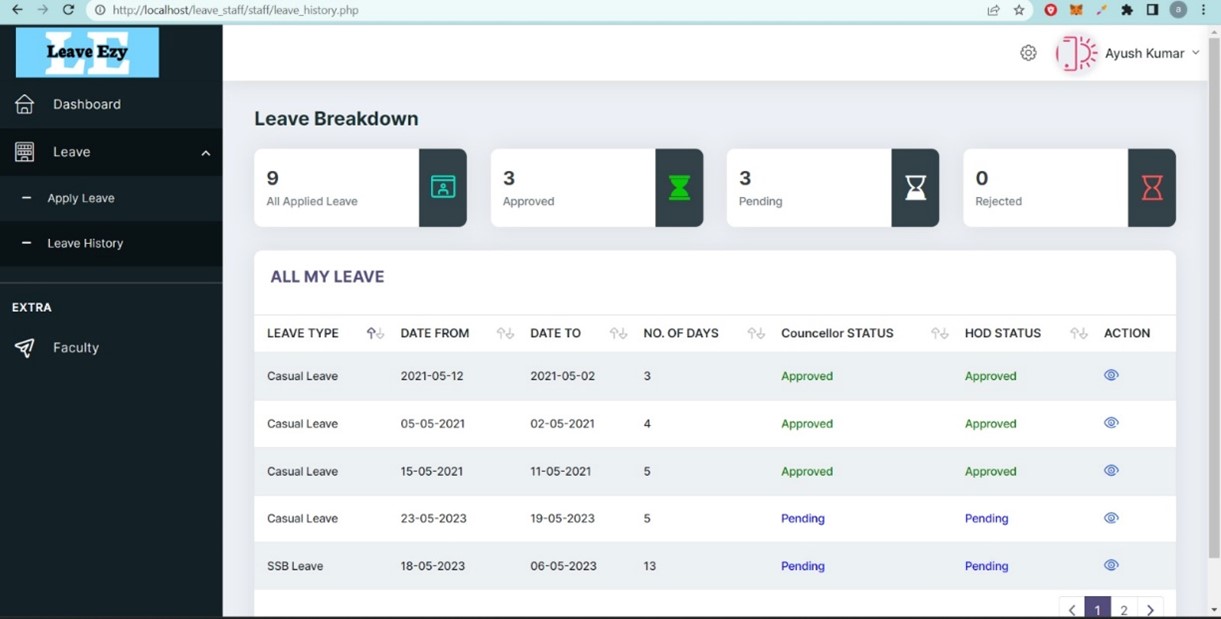 http://localhost/leave_staff/staff/leave_history.php
a
LE
Leave Ezy
Ayush Kumar
Dashboard
Leave
Apply Leave
Leave History
EXTRA
Faculty
Leave Breakdown
9
All Applied Leave
3
Approved
3
Pending
0
Rejected
ALL MY LEAVE
LEAVE TYPE DATE FROM DATE TO NO. OF DAYS Councellor STATUS HOD STATUS ACTION
Casual Leave 2021-05-12 2021-05-02 3 Approved Approved
Casual Leave 05-05-2021 02-05-2021 4 Approved Approved
Casual Leave 15-05-2021 11-05-2021 5 Approved Approved
Casual Leave 23-05-2023 19-05-2023 5 Pending Pending
SSB Leave 18-05-2023 06-05-2023 13 Pending Pending
1 2